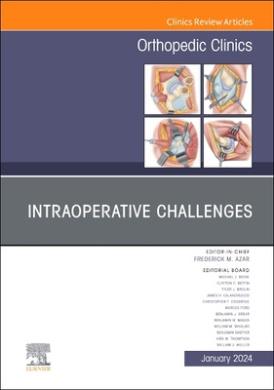 Clinics Review Articles
Orthopedic Clinics
INTRAOPERATIVE CHALLENGES
EDITOR-IN-CHIEF
FREDERICK M. AZAR
EDITORIAL BOARD
MICHAEL J. BEEBE
CLAYTON C. BETTIN
TYLER J. BROLIN
JAMES H. CALANDRUCCIO
CHRISTOPHER T. COSGROVE
MARCUS FORD
BENJAMIN J. GREAR
BENJAMIN M. MAUCK
WILLIAM M. MIHALKO
BENJAMIN SHEFFER
KIRK M. THOMPSON
WILLIAM J. WELLER
ELSEVIER
January 2024